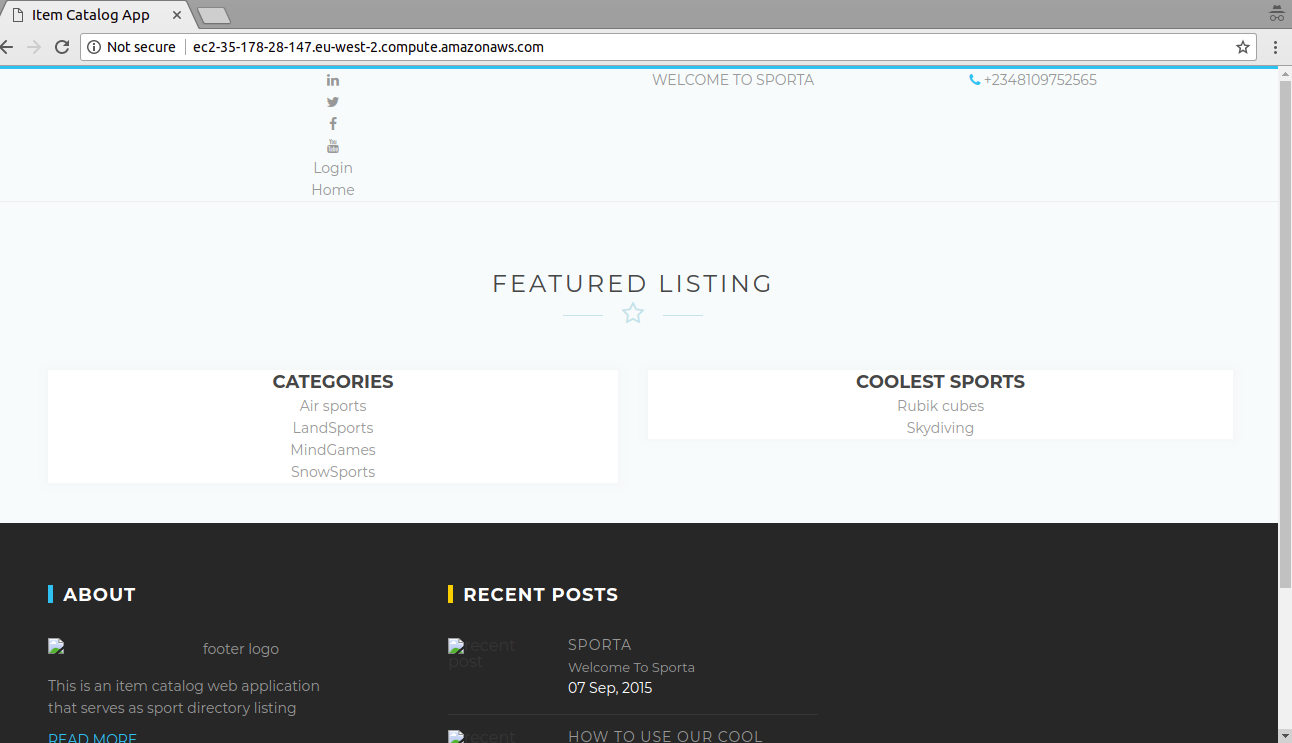 Item Catalog App
Not secure
ec2-35-178-28-147.eu-west-2.compute.amazonaws.com
WELCOME TO SPORTA
+2348109752565
Login
Home
FEATURED LISTING
CATEGORIES
Air sports
LandSports
MindGames
SnowSports
COOLEST SPORTS
Rubik cubes
Skydiving
ABOUT
footer logo
This is an item catalog web application
that serves as sport directory listing
READ MORE
RECENT POSTS
recent
post
SPORTA
Welcome To Sporta
07 Sep, 2015
recent
HOW TO USE OUR COOL